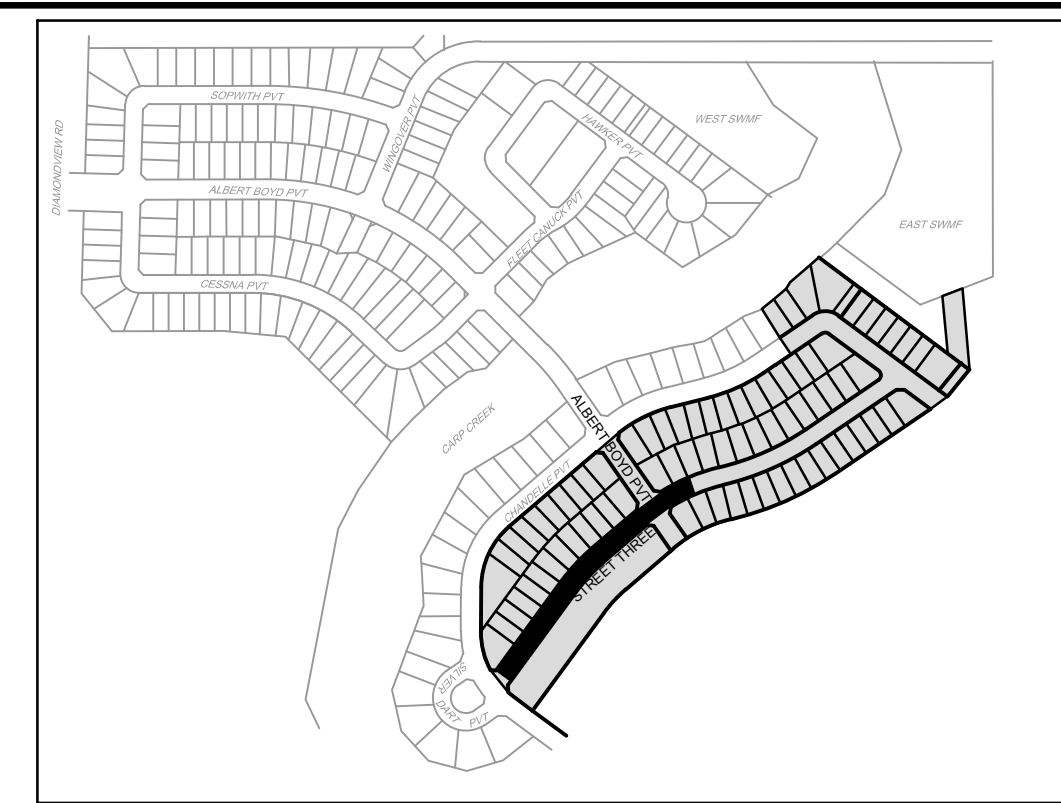 SOPWITH PVT
WINGOVER PVT
HAWKER PVT
WEST SWMF
DIAMONDVIEW RD
ALBERT BOYD PVT
FLEET CANUCK PVT
EAST SWMF
CESSNA PVT
CARP CREEK
ALBERT BOYD PVT
CHANDELLE PVT
STREET THREE
SILVER
DART
PVT